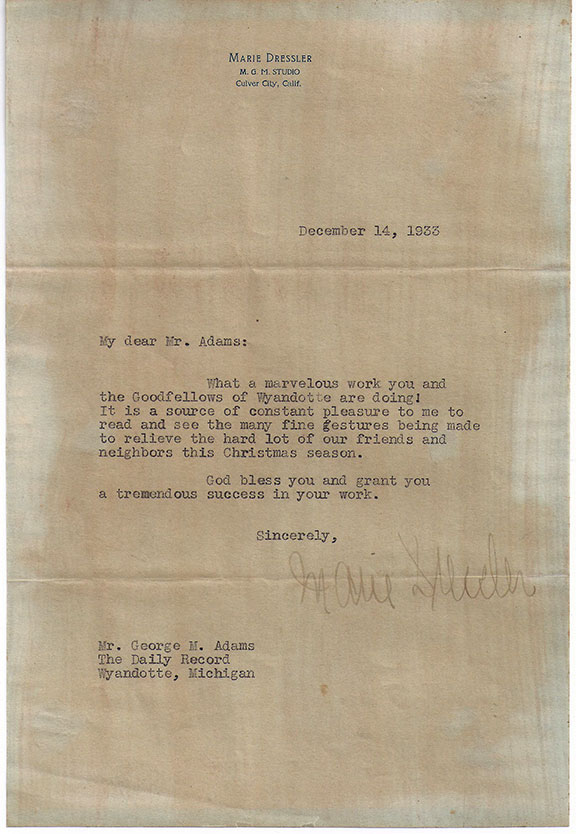 MARIE DRESSLER
M. G. M. STUDIO
Culver City, Calif.
December 14, 1933
My dear Mr. Adams:
What a marvelous work you and
the Goodfellows of Wyandotte are doing!
It is a source of constant pleasure to me to
read and see the many fine gestures being made
to relieve the hard lot of our friends and
neighbors this Christmas season.
God bless you and grant you
a tremendous success in your work.
Sincerely,
Marie Dressler
Mr. George M. Adams
The Daily Record
Wyandotte, Michigan